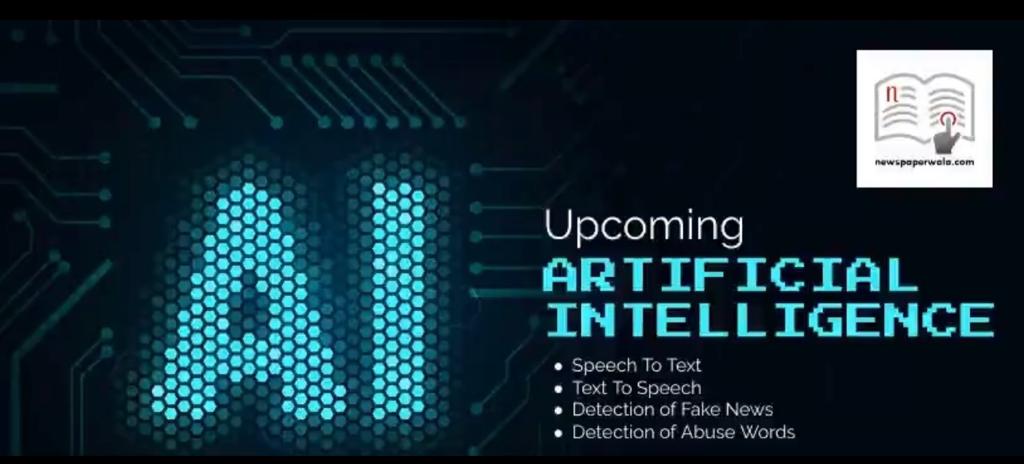 n
newspaperwala.com
AI
Upcoming
ARTIFICIAL
INTELLIGENCE
• Speech To Text
• Text To Speech
• Detection of Fake News
• Detection of Abuse Words